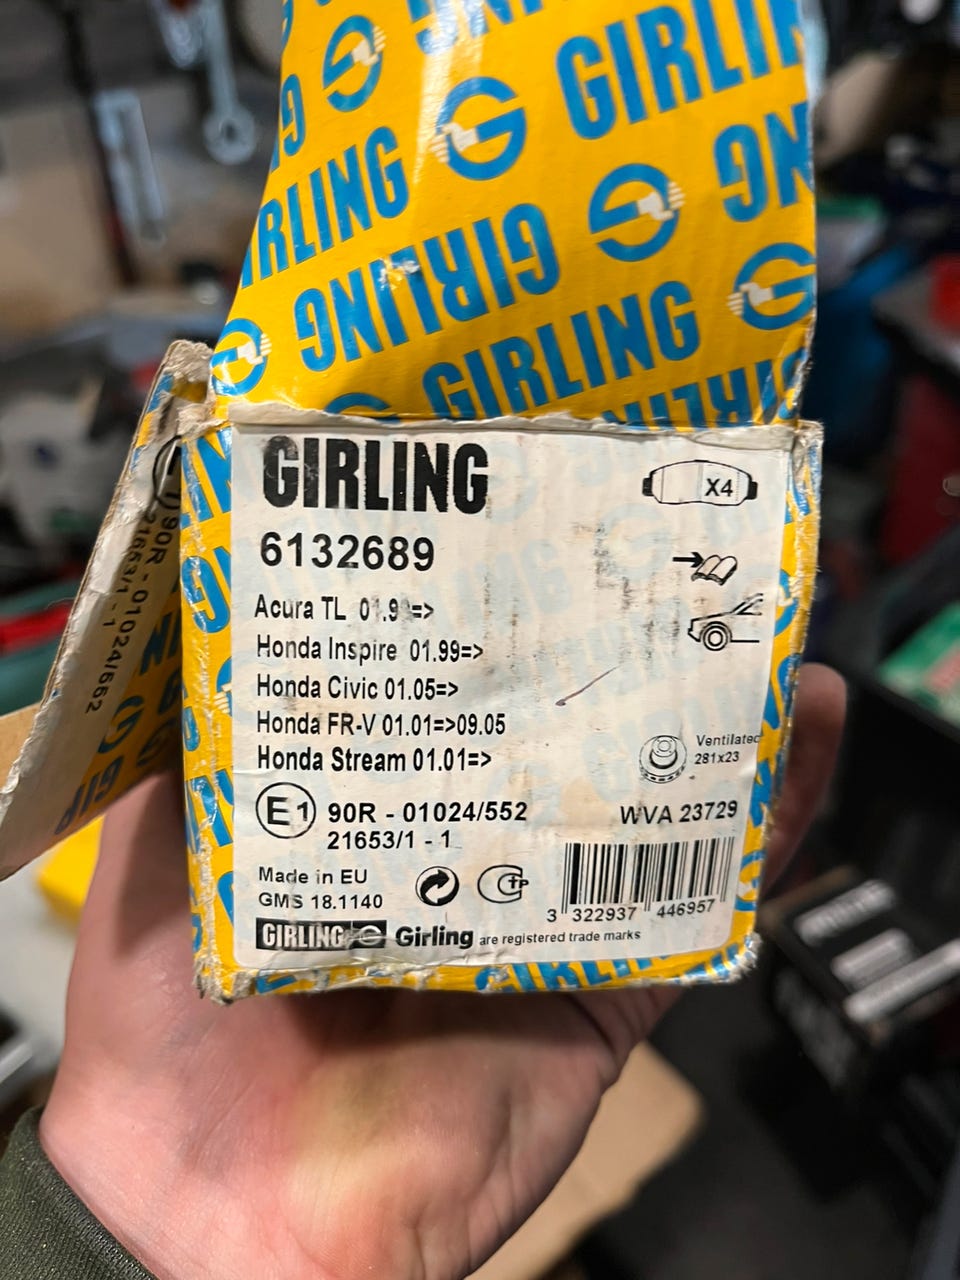 GIRLING
GIRLING
GIRLING
GIRLING
GIRLING
6132689
X4
Acura TL
Honda Inspire 01.99=>
Honda Civic 01.05=>
Honda FR-V 01.01=>09.05
Honda Stream 01.01=>
Ventilated
281x23
E1 90R - 01024/552
21653/1 - 1
WVA 23729
Made in EU
GMS 18.1140
3 322937 446957
GIRLING Girling are registered trade marks